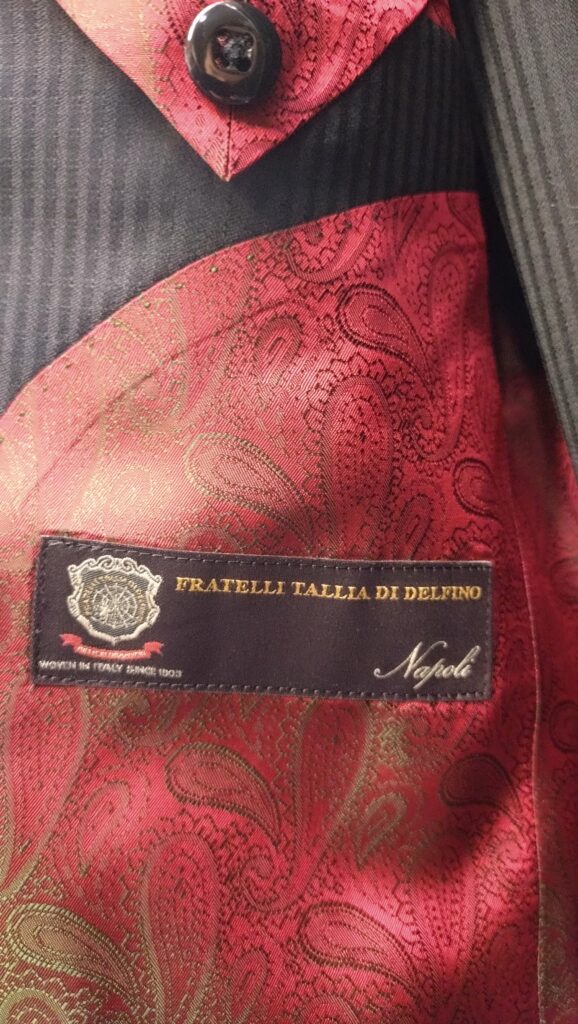 FRATELLI TALLIA DI DELFINO
WOVEN IN ITALY SINCE 1903
Napoli